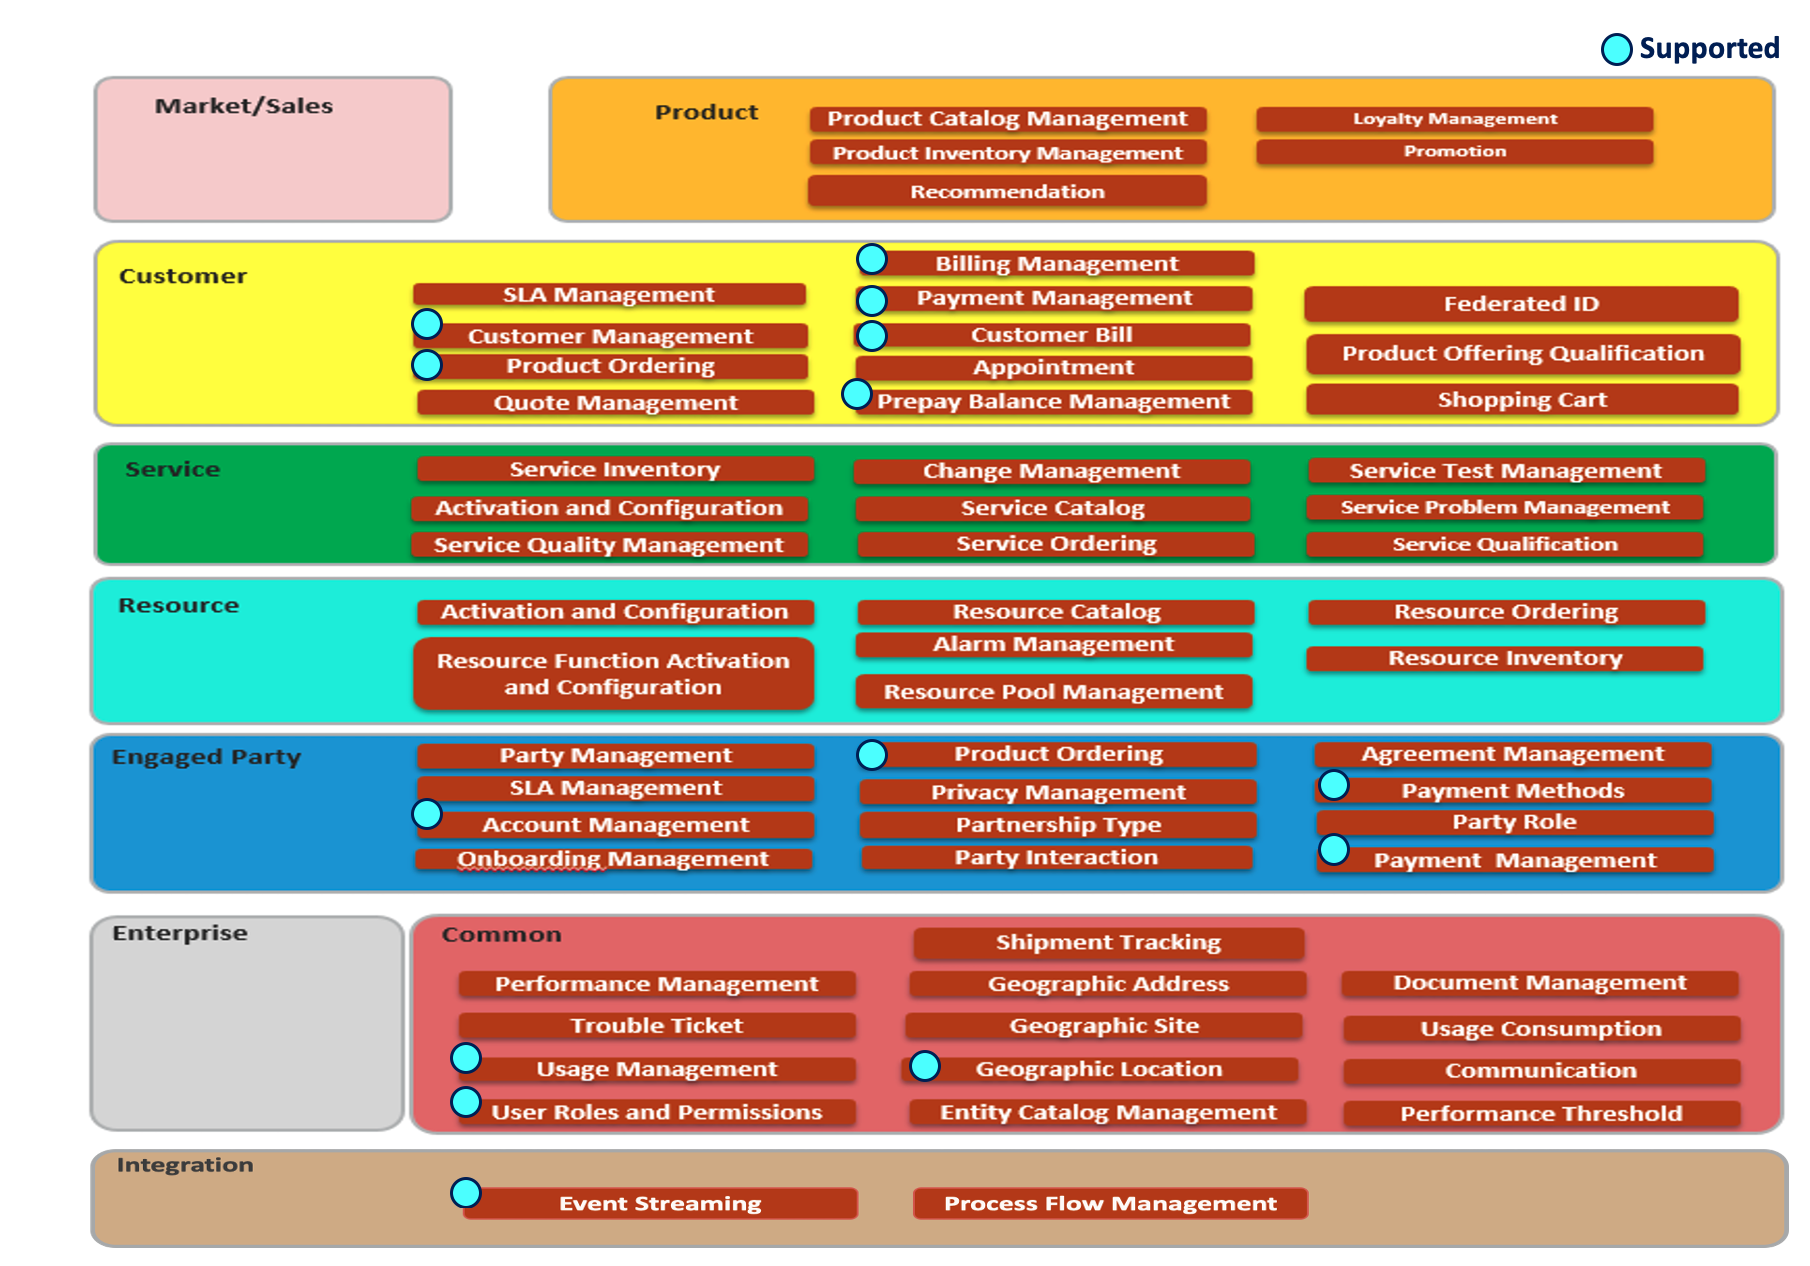 Supported
Market/Sales
Product
Product Catalog Management
Product Inventory Management
Recommendation
Loyalty Management
Promotion
Customer
SLA Management
Customer Management
Product Ordering
Quote Management
Billing Management
Payment Management
Customer Bill
Appointment
Prepay Balance Management
Federated ID
Product Offering Qualification
Shopping Cart
Service
Service Inventory
Activation and Configuration
Service Quality Management
Change Management
Service Catalog
Service Ordering
Service Test Management
Service Problem Management
Service Qualification
Resource
Activation and Configuration
Resource Function Activation
and Configuration
Resource Catalog
Alarm Management
Resource Pool Management
Resource Ordering
Resource Inventory
Engaged Party
Party Management
SLA Management
Account Management
Onboarding Management
Product Ordering
Privacy Management
Partnership Type
Party Interaction
Agreement Management
Payment Methods
Party Role
Payment Management
Enterprise
Common
Performance Management
Trouble Ticket
Usage Management
User Roles and Permissions
Shipment Tracking
Geographic Address
Geographic Site
Geographic Location
Entity Catalog Management
Document Management
Usage Consumption
Communication
Performance Threshold
Integration
Event Streaming
Process Flow Management